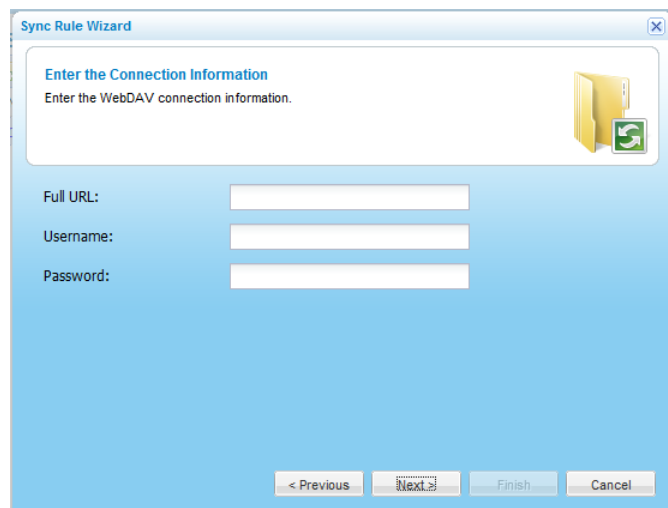 Sync Rule Wizard
Enter the Connection Information
Enter the WebDAV connection information.
Full URL:
Username:
Password:
< Previous
Next >
Finish
Cancel